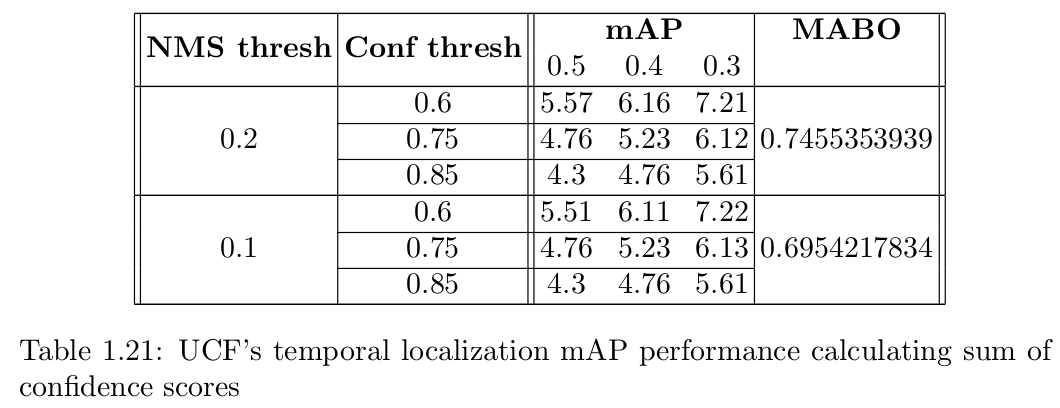 NMS thresh Conf thresh mAP MABO
0.5 0.4 0.3
0.6 5.57 6.16 7.21
0.2 0.75 4.76 5.23 6.12 0.7455353939
0.85 4.3 4.76 5.61
0.6 5.51 6.11 7.22
0.1 0.75 4.76 5.23 6.13 0.6954217834
0.85 4.3 4.76 5.61
Table 1.21: UCF's temporal localization mAP performance calculating sum of
confidence scores